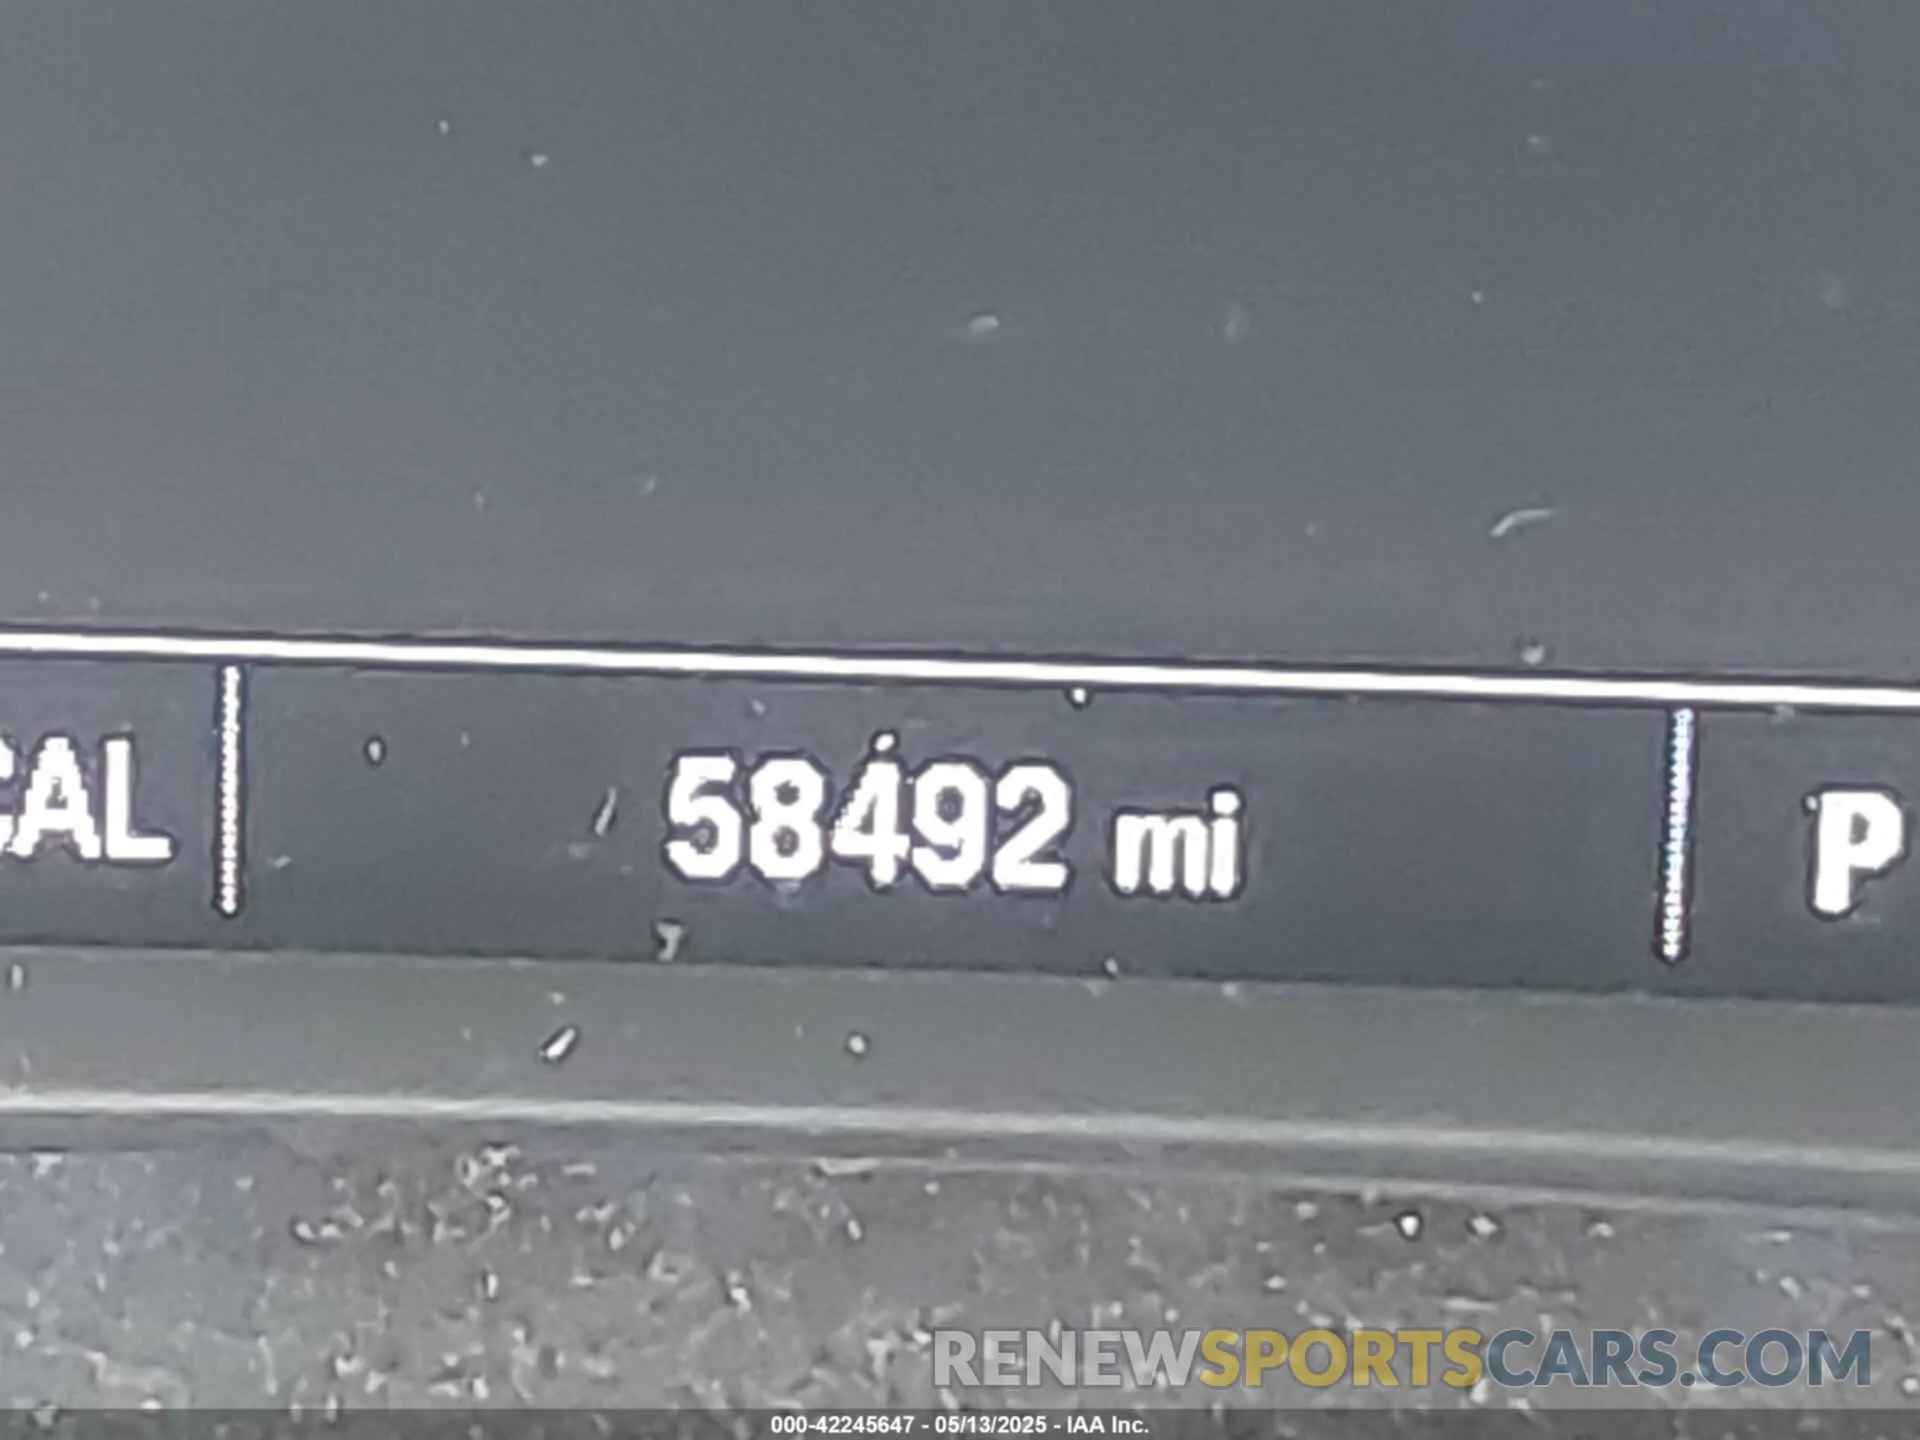 CAL 58492 mi P
RENEWSPORTSCARS.COM
000-42245647 - 05/13/2025 - IAA Inc.